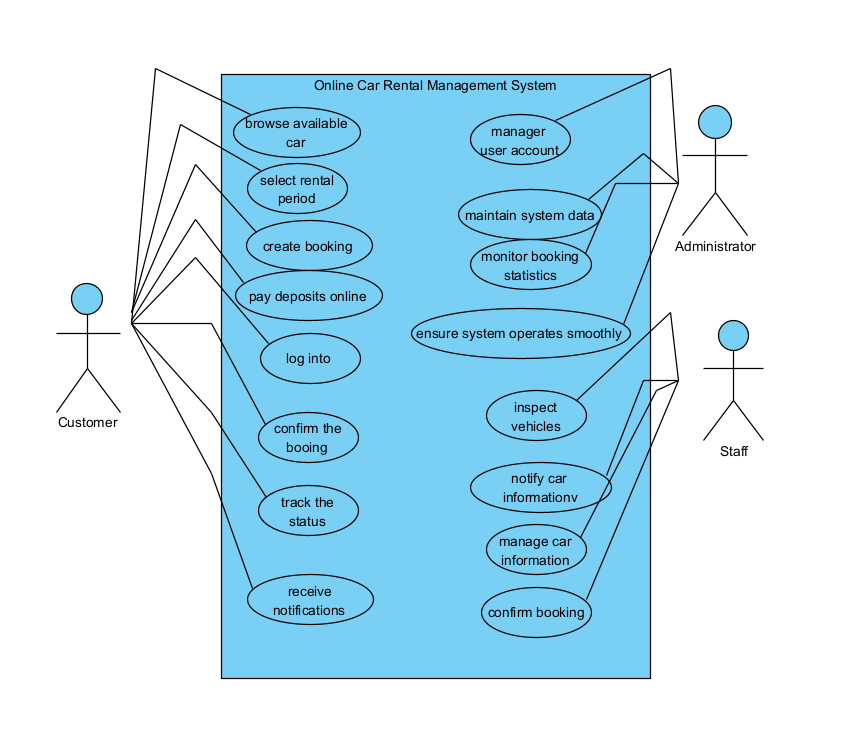 Online Car Rental Management System
browse available
car
select rental
period
create booking
pay deposits online
log into
confirm the
booing
track the
status
receive
notifications
manager
user account
maintain system data
monitor booking
statistics
ensure system operates smoothly
inspect
vehicles
notify car
informationv
manage car
information
confirm booking
Customer
Administrator
Staff